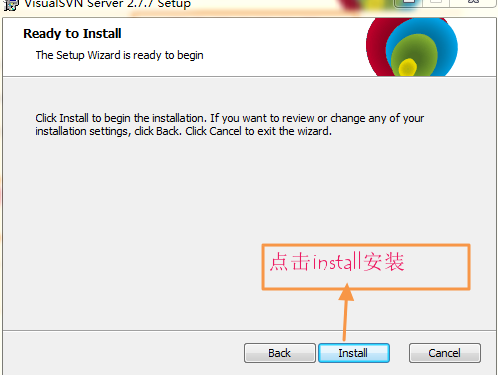 VisualSVN Server 2.7.7 Setup
Ready to Install
The Setup Wizard is ready to begin
Click Install to begin the installation. If you want to review or change any of your
installation settings, click Back. Click Cancel to exit the wizard.
点击install安装
Back
Install
Cancel